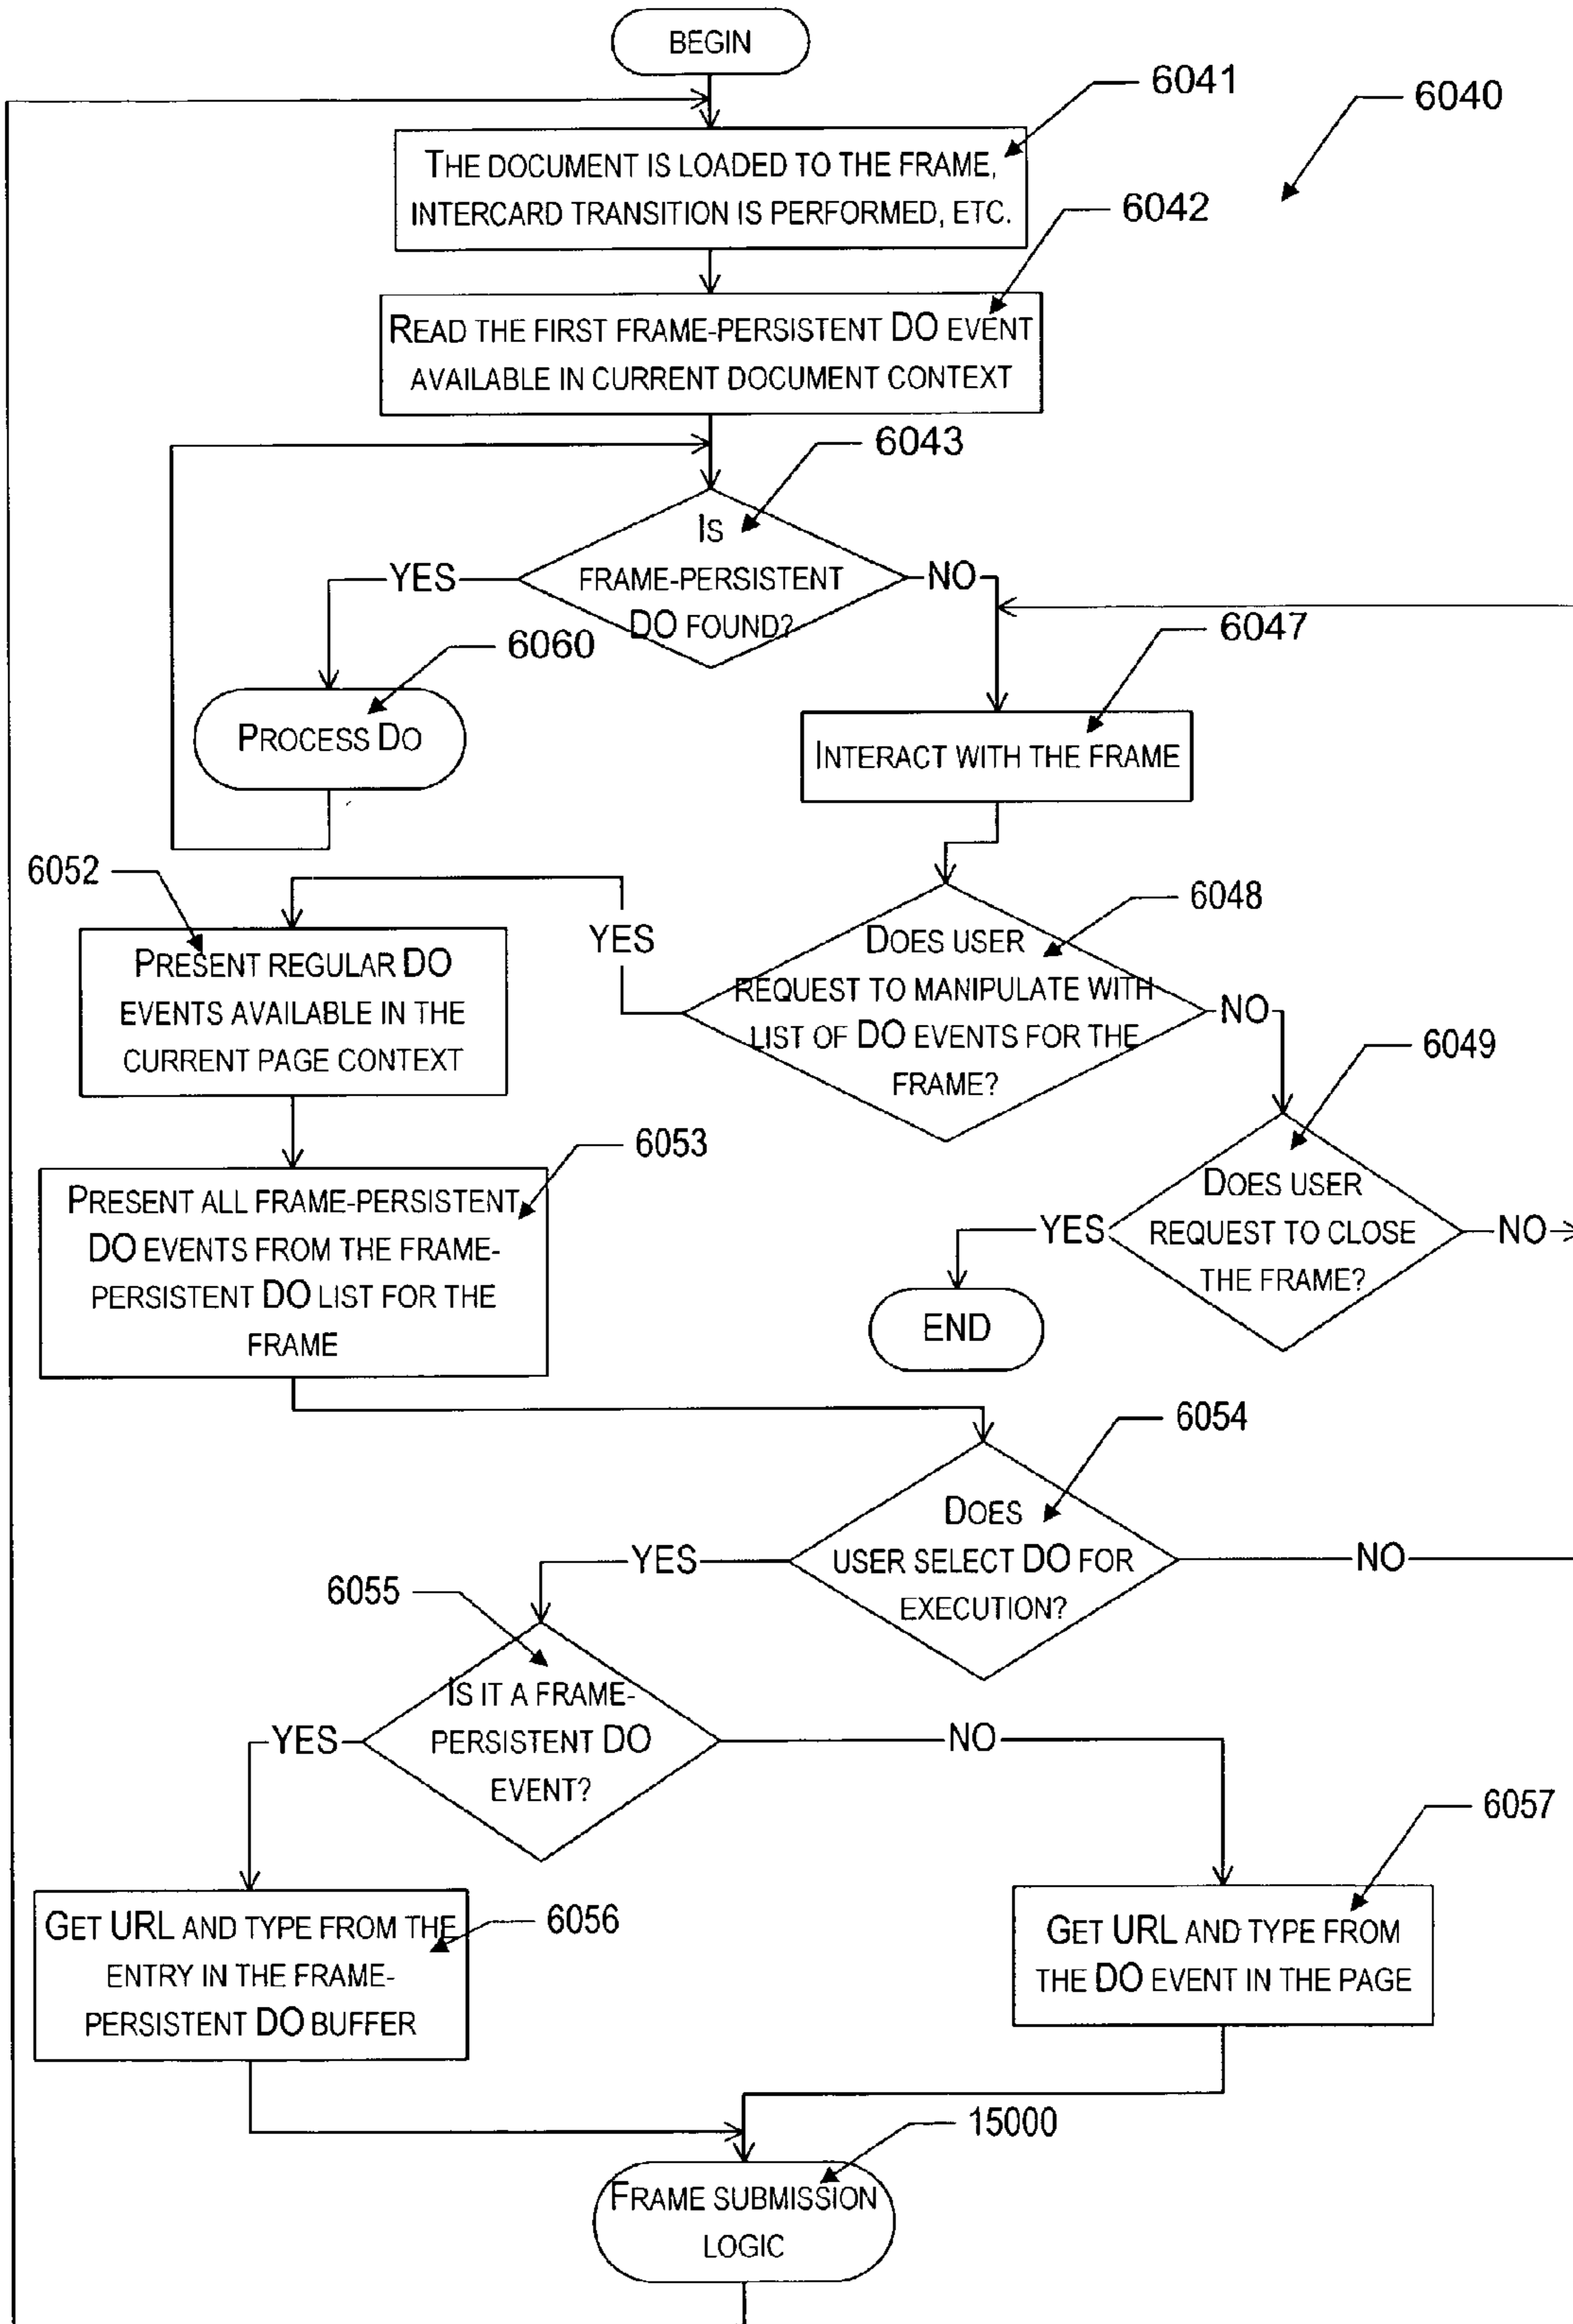 BEGIN
6041
6040
THE DOCUMENT IS LOADED TO THE FRAME,
INTERCARD TRANSITION IS PERFORMED, ETC.
6042
READ THE FIRST FRAME-PERSISTENT DO EVENT
AVAILABLE IN CURRENT DOCUMENT CONTEXT
6043
IS
FRAME-PERSISTENT
DO FOUND?
YES
NO
6060
6047
PROCESS DO
INTERACT WITH THE FRAME
6052
6048
YES
DOES USER
REQUEST TO MANIPULATE WITH
LIST OF DO EVENTS FOR THE
FRAME?
NO
PRESENT REGULAR DO
EVENTS AVAILABLE IN THE
CURRENT PAGE CONTEXT
6049
6053
DOES USER
REQUEST TO CLOSE
THE FRAME?
YES
NO
PRESENT ALL FRAME-PERSISTENT
DO EVENTS FROM THE FRAME-
PERSISTENT DO LIST FOR THE
FRAME
END
6054
DOES
USER SELECT DO FOR
EXECUTION?
YES
NO
6055
IS IT A FRAME-
PERSISTENT DO
EVENT?
YES
NO
6057
6056
GET URL AND TYPE FROM THE
ENTRY IN THE FRAME-
PERSISTENT DO BUFFER
GET URL AND TYPE FROM
THE DO EVENT IN THE PAGE
15000
FRAME SUBMISSION
LOGIC